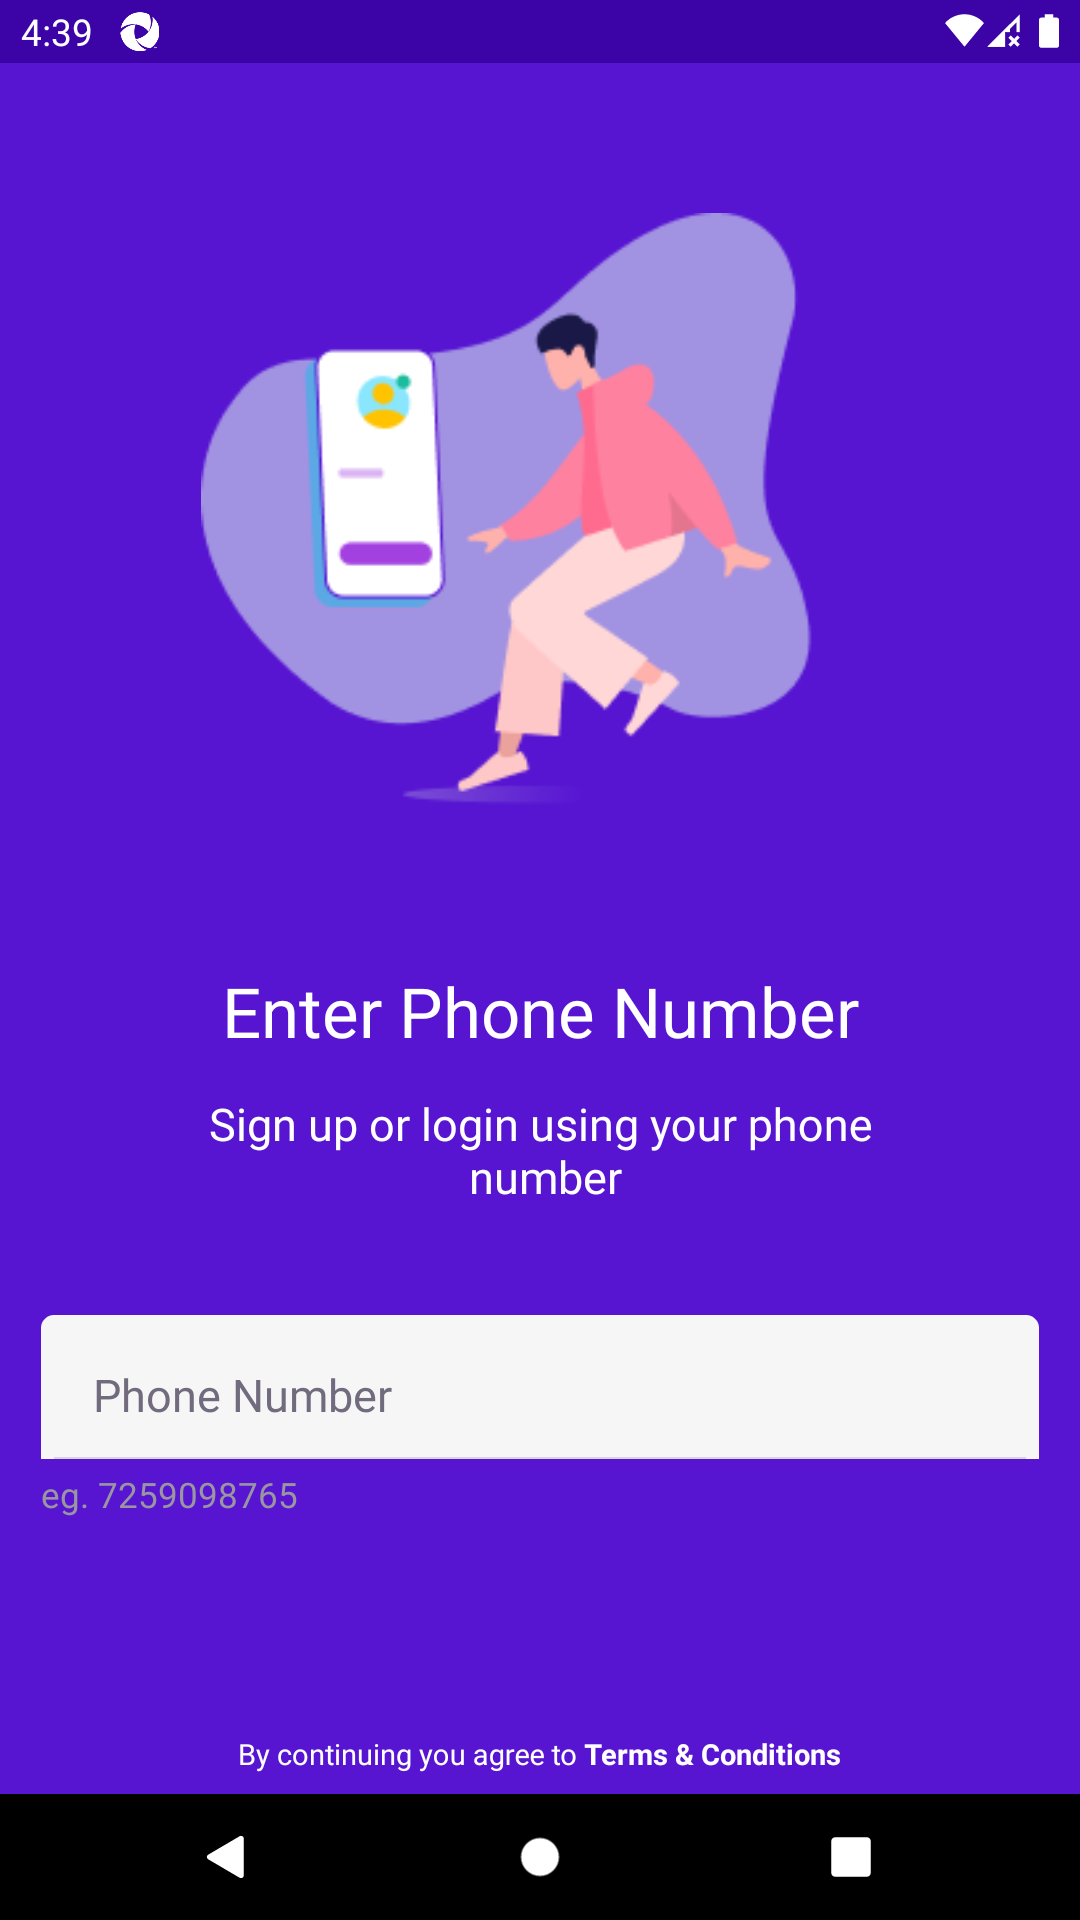 4:39
Enter Phone Number
Sign up or login using your phone
number
Phone Number
eg. 7259098765
By continuing you agree to Terms & Conditions